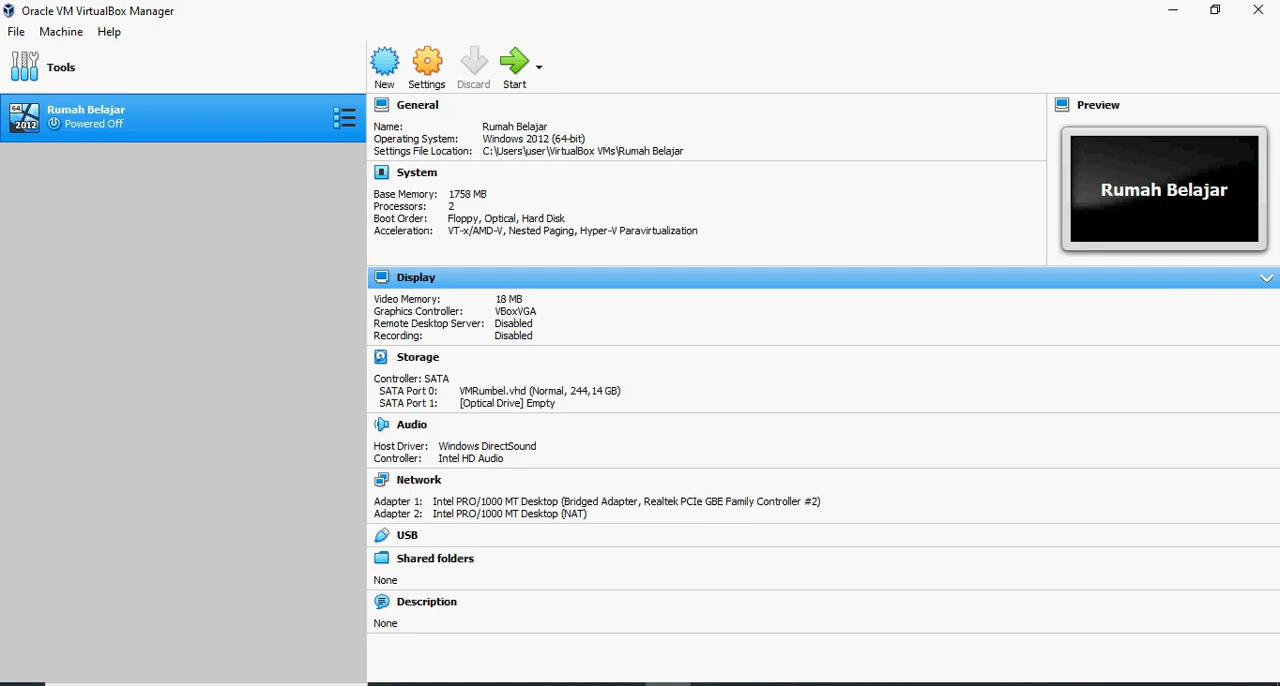 Oracle VM VirtualBox Manager
File Machine Help
Tools
New Settings Discard Start
64
2012
Rumah Belajar
Powered Off
General
Name: Rumah Belajar
Operating System: Windows 2012 (64-bit)
Settings File Location: C:\Users\user\VirtualBox VMs\Rumah Belajar
Preview
Rumah Belajar
System
Base Memory: 1758 MB
Processors: 2
Boot Order: Floppy, Optical, Hard Disk
Acceleration: VT-x/AMD-V, Nested Paging, Hyper-V Paravirtualization
Display
Video Memory: 18 MB
Graphics Controller: VBoxVGA
Remote Desktop Server: Disabled
Recording: Disabled
Storage
Controller: SATA
SATA Port 0: VMRumbel.vhd (Normal, 244,14 GB)
SATA Port 1: [Optical Drive] Empty
Audio
Host Driver: Windows DirectSound
Controller: Intel HD Audio
Network
Adapter 1: Intel PRO/1000 MT Desktop (Bridged Adapter, Realtek PCIe GBE Family Controller #2)
Adapter 2: Intel PRO/1000 MT Desktop (NAT)
USB
Shared folders
None
Description
None